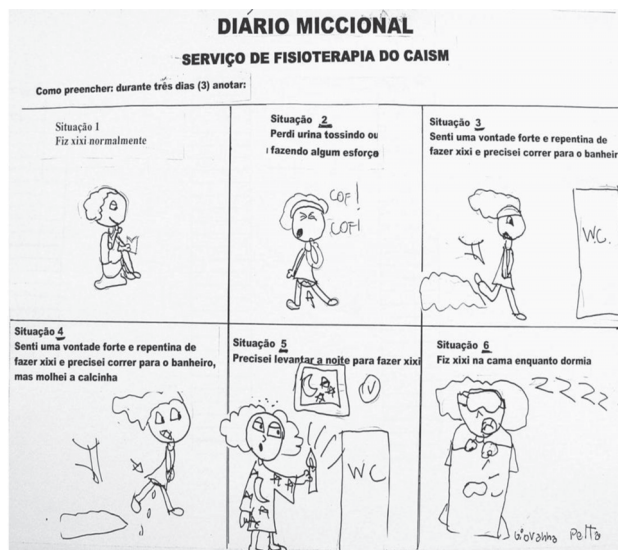 DIÁRIO MICCIONAL
SERVIÇO DE FISIOTERAPIA DO CAISM
Como preencher: durante três dias (3) anotar:
Situação 1
Fiz xixi normalmente
Situação 2
Perdi urina tossindo ou
fazendo algum esforço
COF!
COF!
Situação 3
Senti uma vontade forte e repentina de
fazer xixi e precisei correr para o banheir
W.C.
Situação 4
Senti uma vontade forte e repentina de
fazer xixi e precisei correr para o banheiro,
mas molhei a calcinha
Situação 5
Precisei levantar a noite para fazer xixi
WC
Situação 6
Fiz xixi na cama enquanto dormia
ZZZZ
Giovanna Petta